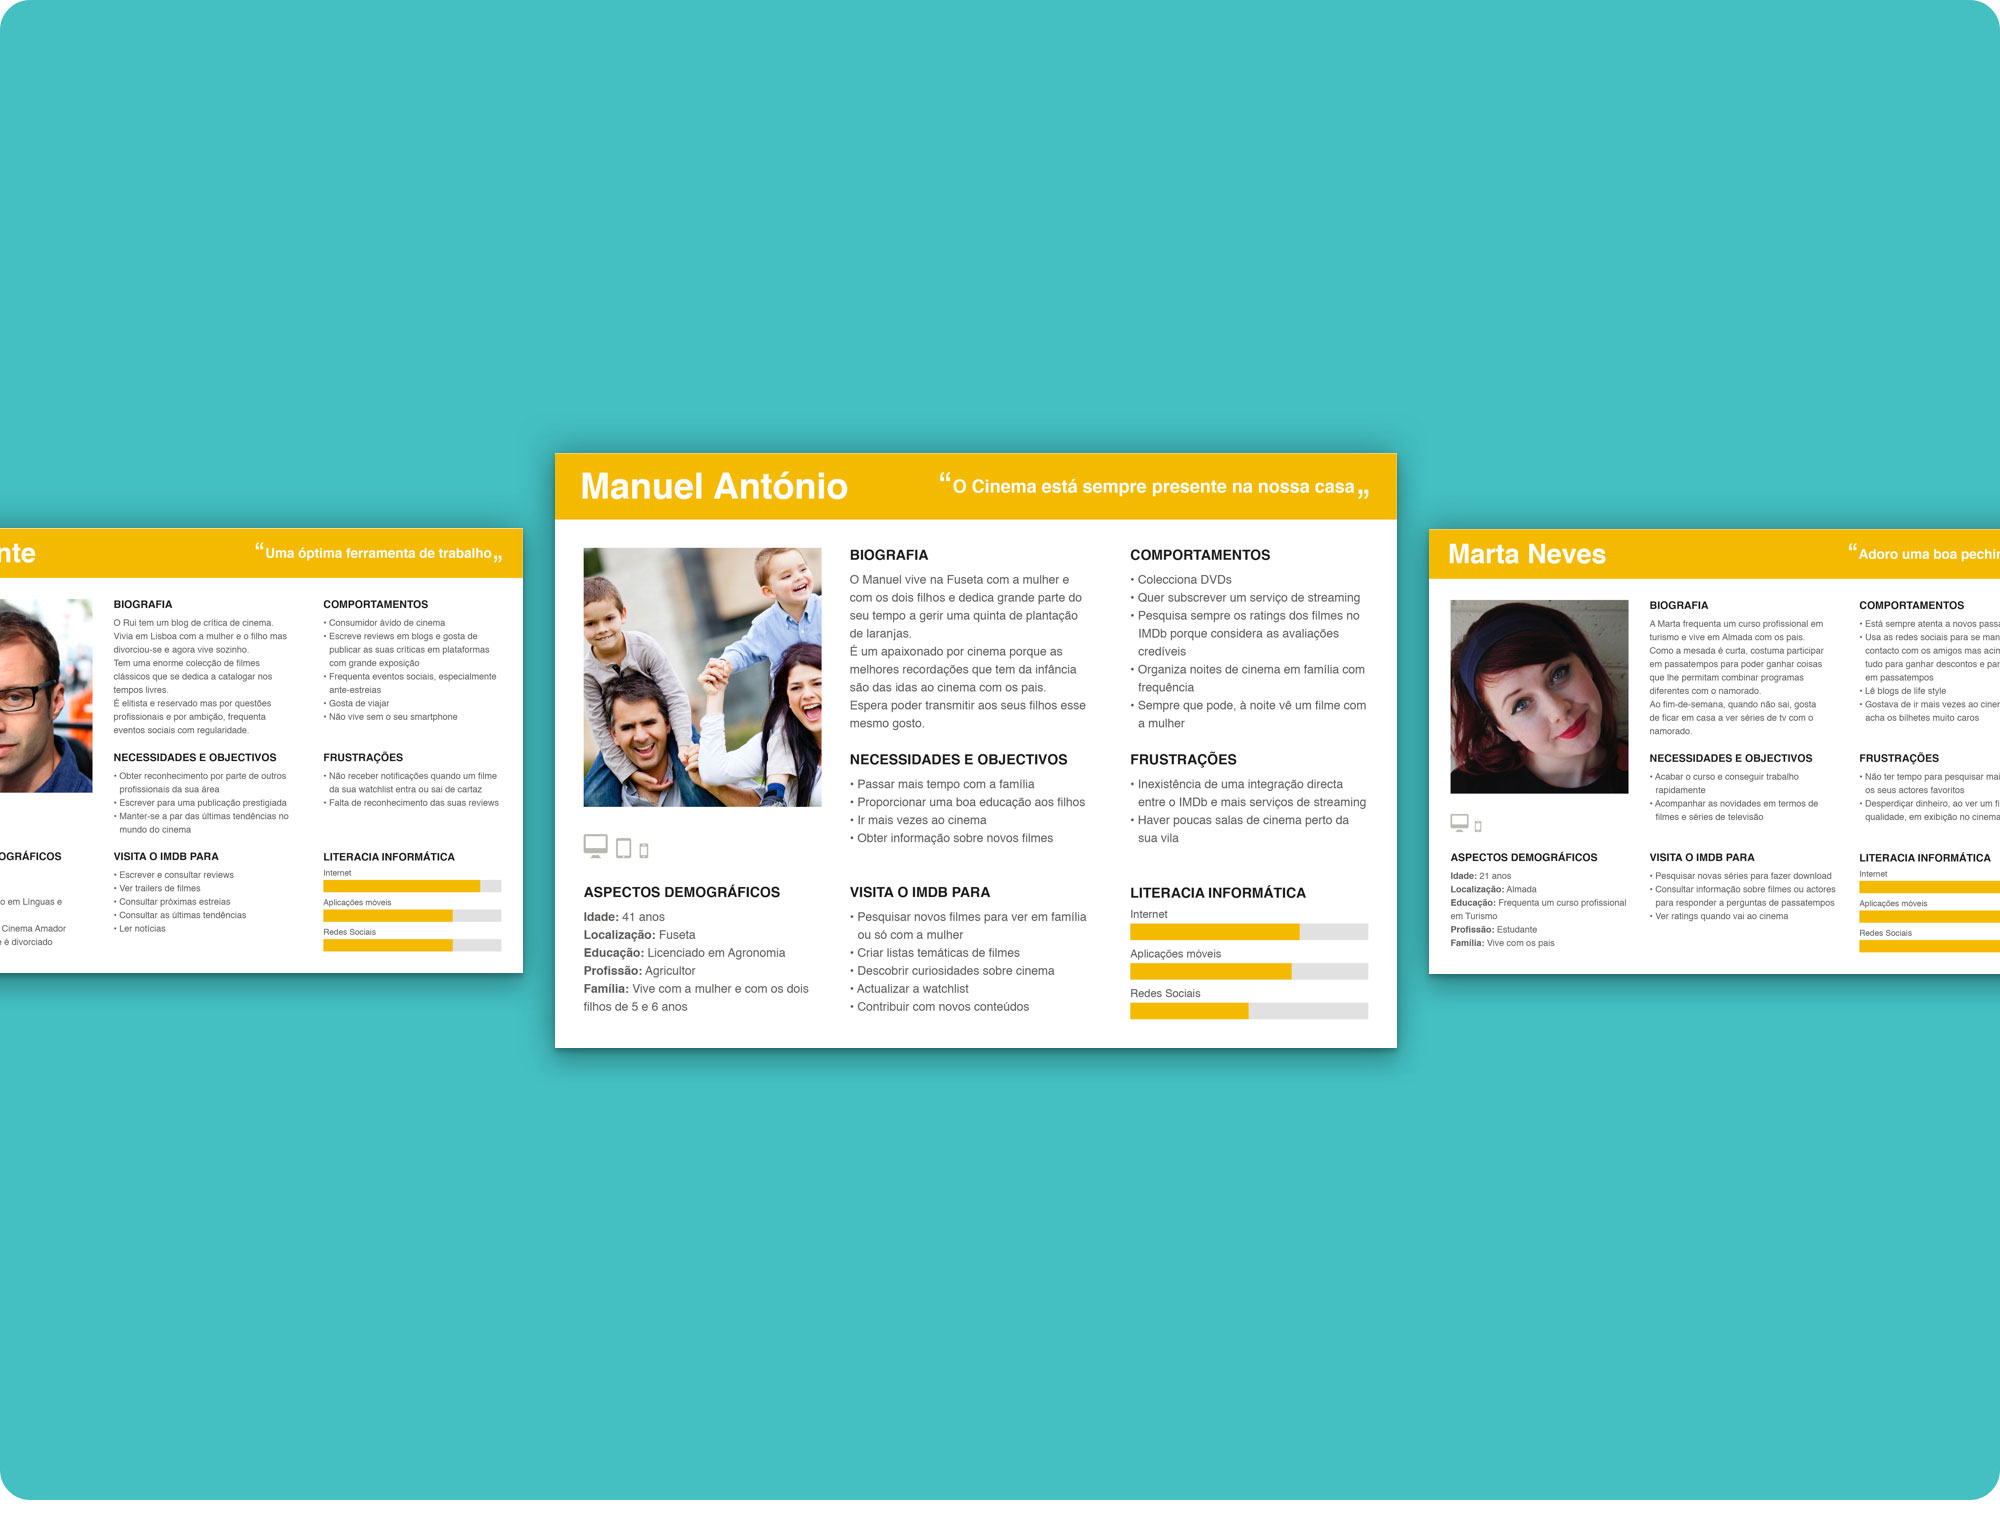 nte
“Uma óptima ferramenta de trabalho„
BIOGRAFIA
O Rui tem um blog de crítica de cinema.
Vivia em Lisboa com a mulher e o filho mas
divorciou-se e agora vive sozinho.
Tem uma enorme colecção de filmes
clássicos que se dedica a catalogar nos
tempos livres.
É elitista e reservado mas por questões
profissionais e por ambição, frequenta
eventos sociais com regularidade.
COMPORTAMENTOS
• Consumidor ávido de cinema
• Escreve reviews em blogs e gosta de
publicar as suas críticas em plataformas
com grande exposição
• Frequenta eventos sociais, especialmente
ante-estreias
• Gosta de viajar
• Não vive sem o seu smartphone
NECESSIDADES E OBJECTIVOS
• Obter reconhecimento por parte de outros
profissionais da sua área
• Escrever para uma publicação prestigiada
• Manter-se a par das últimas tendências no
mundo do cinema
FRUSTRAÇÕES
• Não receber notificações quando um filme
da sua watchlist entra ou sai de cartaz
• Falta de reconhecimento das suas reviews
OGRÁFICOS
o em Línguas e
Cinema Amador
e é divorciado
VISITA O IMDB PARA
• Escrever e consultar reviews
• Ver trailers de filmes
• Consultar próximas estreias
• Consultar as últimas tendências
• Ler notícias
LITERACIA INFORMÁTICA
Internet
Aplicações móveis
Redes Sociais
Manuel António
“O Cinema está sempre presente na nossa casa„
BIOGRAFIA
O Manuel vive na Fuseta com a mulher e
com os dois filhos e dedica grande parte do
seu tempo a gerir uma quinta de plantação
de laranjas.
É um apaixonado por cinema porque as
melhores recordações que tem da infância
são das idas ao cinema com os pais.
Espera poder transmitir aos seus filhos esse
mesmo gosto.
COMPORTAMENTOS
• Colecciona DVDs
• Quer subscrever um serviço de streaming
• Pesquisa sempre os ratings dos filmes no
IMDb porque considera as avaliações
credíveis
• Organiza noites de cinema em família com
frequência
• Sempre que pode, à noite vê um filme com
a mulher
NECESSIDADES E OBJECTIVOS
• Passar mais tempo com a família
• Proporcionar uma boa educação aos filhos
• Ir mais vezes ao cinema
• Obter informação sobre novos filmes
FRUSTRAÇÕES
• Inexistência de uma integração directa
entre o IMDb e mais serviços de streaming
• Haver poucas salas de cinema perto da
sua vila
ASPECTOS DEMOGRÁFICOS
Idade: 41 anos
Localização: Fuseta
Educação: Licenciado em Agronomia
Profissão: Agricultor
Família: Vive com a mulher e com os dois
filhos de 5 e 6 anos
VISITA O IMDB PARA
• Pesquisar novos filmes para ver em família
ou só com a mulher
• Criar listas temáticas de filmes
• Descobrir curiosidades sobre cinema
• Actualizar a watchlist
• Contribuir com novos conteúdos
LITERACIA INFORMÁTICA
Internet
Aplicações móveis
Redes Sociais
Marta Neves
“Adoro uma boa pechin
BIOGRAFIA
A Marta frequenta um curso profissional em
turismo e vive em Almada com os pais.
Como a mesada é curta, costuma participar
em passatempos para poder ganhar coisas
que lhe permitam combinar programas
diferentes com o namorado.
Ao fim-de-semana, quando não sai, gosta
de ficar em casa a ver séries de tv com o
namorado.
COMPORTAMENTOS
• Está sempre atenta a novos passa
• Usa as redes sociais para se man
contacto com os amigos mas acim
tudo para ganhar descontos e par
em passatempos
• Lê blogs de life style
• Gostava de ir mais vezes ao ciner
acha os bilhetes muito caros
NECESSIDADES E OBJECTIVOS
• Acabar o curso e conseguir trabalho
rapidamente
• Acompanhar as novidades em termos de
filmes e séries de televisão
FRUSTRAÇÕES
• Não ter tempo para pesquisar mai
os seus actores favoritos
• Desperdiçar dinheiro, ao ver um fi
qualidade, em exibição no cinema
ASPECTOS DEMOGRÁFICOS
Idade: 21 anos
Localização: Almada
Educação: Frequenta um curso profissional
em Turismo
Profissão: Estudante
Família: Vive com os pais
VISITA O IMDB PARA
• Pesquisar novas séries para fazer download
• Consultar informação sobre filmes ou actores
para responder a perguntas de passatempos
• Ver ratings quando vai ao cinema
LITERACIA INFORMÁTICA
Internet
Aplicações móveis
Redes Sociais